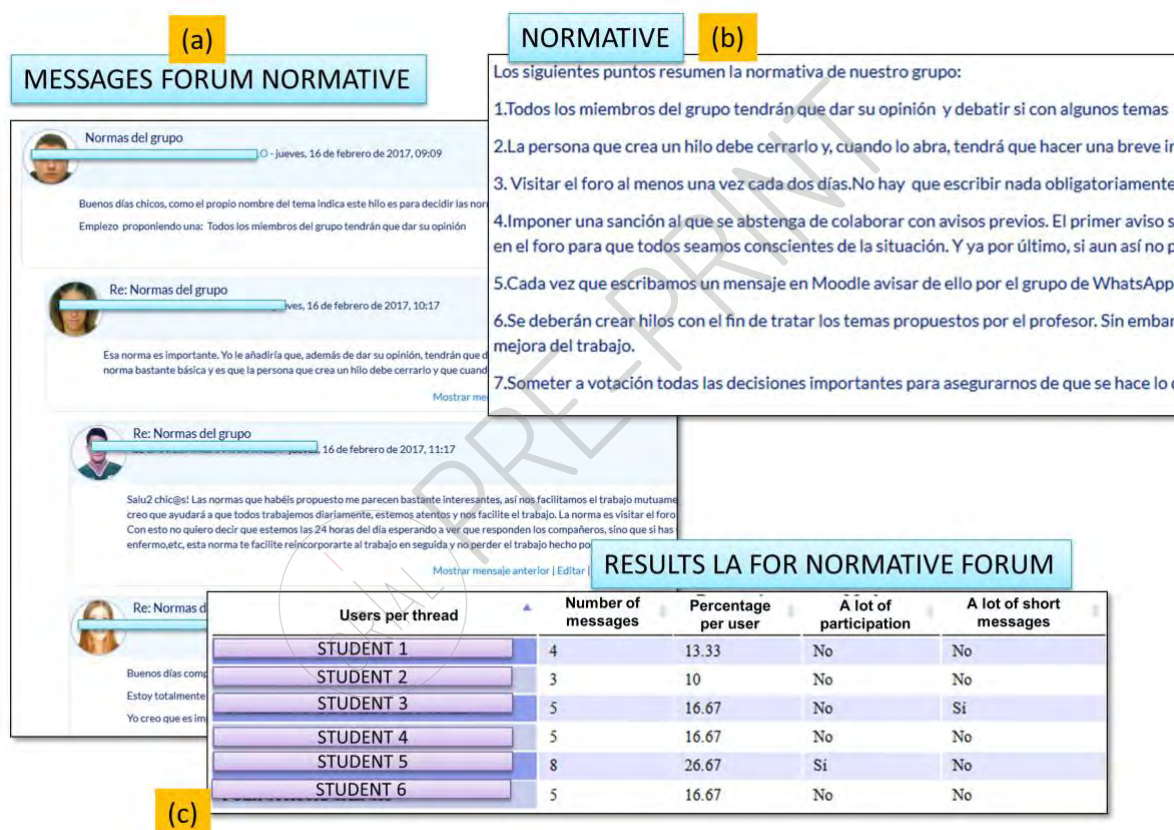 (a)
MESSAGES FORUM NORMATIVE
Normas del grupo
O - jueves, 16 de febrero de 2017, 09:09
Buenos días chicos, como el propio nombre del tema indica este hilo es para decidir las nor
Empiezo proponiendo una: Todos los miembros del grupo tendrán que dar su opinión
Re: Normas del grupo
ves, 16 de febrero de 2017, 10:17
Esa norma es importante. Yo le añadiría que, además de dar su opinión, tendrán que d
norma bastante básica y es que la persona que crea un hilo debe cerrarlo y que cuand
Mostrar me
Re: Normas del grupo
16 de febrero de 2017, 11:17
Salu2 chic@s! Las normas que habéis propuesto me parecen bastante interesantes, así nos facilitamos el trabajo mutuame
creo que ayudará a que todos trabajemos diariamente, estemos atentos y nos facilite el trabajo. La norma es visitar el foro
Con esto no quiero decir que estemos las 24 horas del día esperando a ver que responden los compañeros, sino que si has
enfermo,etc, esta norma te facilite reincorporarte al trabajo en seguida y no perder el trabajo hecho po
Mostrar mensaje anterior | Editar |
Re: Normas d
Buenos días comp
Estoy totalmente
Yo creo que es im
NORMATIVE
(b)
Los siguientes puntos resumen la normativa de nuestro grupo:
1.Todos los miembros del grupo tendrán que dar su opinión y debatir si con algunos temas
2.La persona que crea un hilo debe cerrarlo y, cuando lo abra, tendrá que hacer una breve in
3. Visitar el foro al menos una vez cada dos días.No hay que escribir nada obligatoriamente
4.Imponer una sanción al que se abstenga de colaborar con avisos previos. El primer aviso s
en el foro para que todos seamos conscientes de la situación. Y ya por último, si aun así no p
5.Cada vez que escribamos un mensaje en Moodle avisar de ello por el grupo de WhatsApp
6.Se deberán crear hilos con el fin de tratar los temas propuestos por el profesor. Sin embar
mejora del trabajo.
7.Someter a votación todas las decisiones importantes para asegurarnos de que se hace lo
RESULTS LA FOR NORMATIVE FORUM
Users per thread Number of messages Percentage per user A lot of participation A lot of short messages
STUDENT 1 4 13.33 No No
STUDENT 2 3 10 No No
STUDENT 3 5 16.67 No Sí
STUDENT 4 5 16.67 No No
STUDENT 5 8 26.67 Sí No
STUDENT 6 5 16.67 No No
(c)
PRE PRINT